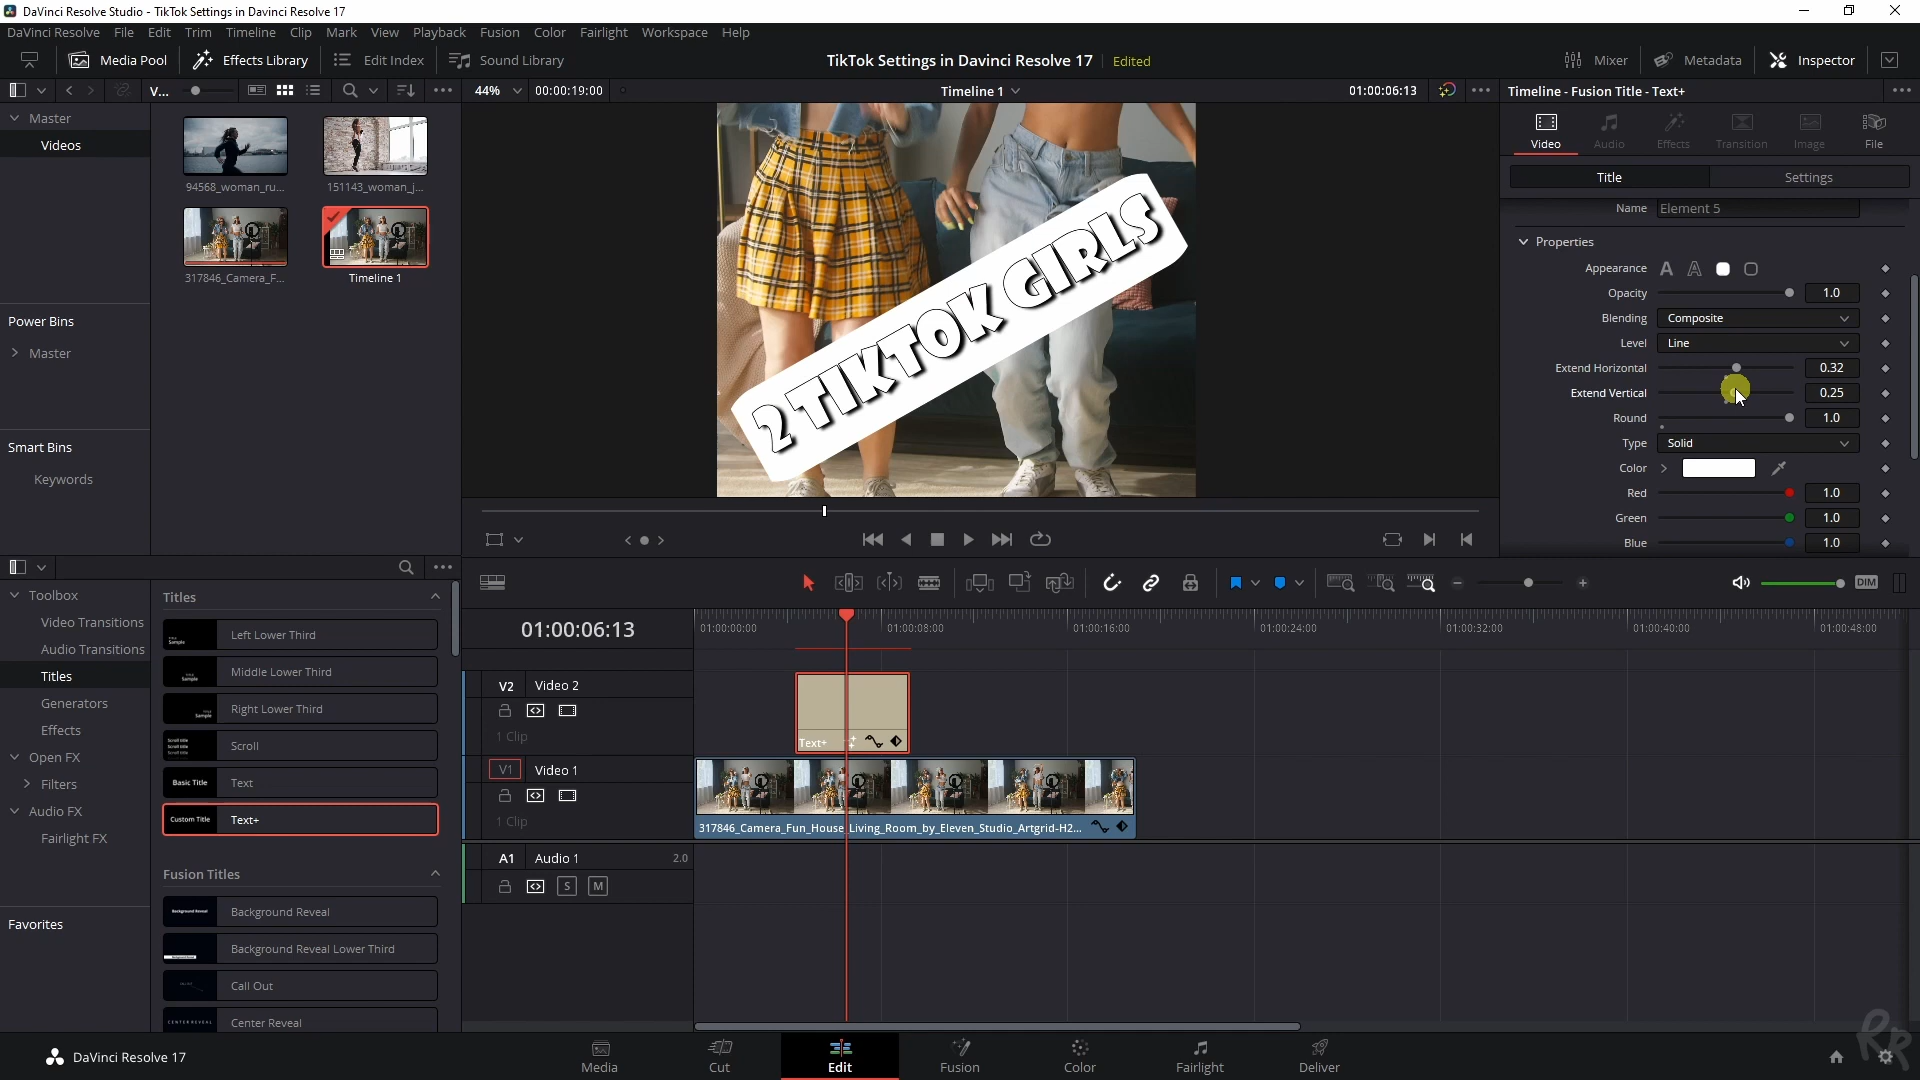 DaVinci Resolve Studio - TikTok Settings in Davinci Resolve 17
DaVinci Resolve File Edit Trim Timeline Clip Mark View Playback Fusion Color Fairlight Workspace Help
Media Pool Effects Library Edit Index Sound Library TikTok Settings in Davinci Resolve 17 Edited Mixer Metadata Inspector
V... 44% 00:00:19:00 Timeline 1 01:00:06:13 Timeline - Fusion Title - Text+
Master
Videos
94568_woman_ru...
151143_woman_j...
317846_Camera_F...
Timeline 1
Power Bins
Master
Smart Bins
Keywords
2 TIKTOK GIRLS
Video Audio Effects Transition Image File
Title Settings
Name Element 5
Properties
Appearance
Opacity 1.0
Blending Composite
Level Line
Extend Horizontal 0.32
Extend Vertical 0.25
Round 1.0
Type Solid
Color
Red 1.0
Green 1.0
Blue 1.0
Toolbox
Video Transitions
Audio Transitions
Titles
Generators
Effects
Open FX
Filters
Audio FX
Fairlight FX
Favorites
Titles
Left Lower Third
Middle Lower Third
Right Lower Third
Scroll
Basic Title Text
Custom Title Text+
Fusion Titles
Background Reveal
Background Reveal Lower Third
Call Out
CENTER REVEAL Center Reveal
DIM
01:00:06:13
01:00:00:00 01:00:08:00 01:00:16:00 01:00:24:00 01:00:32:00 01:00:40:00 01:00:48:00
V2 Video 2
1 Clip
Text+
V1 Video 1
1 Clip
317846_Camera_Fun_House_Living_Room_by_Eleven_Studio_Artgrid-H2...
A1 Audio 1 2.0
S M
DaVinci Resolve 17
Media Cut Edit Fusion Color Fairlight Deliver
RR